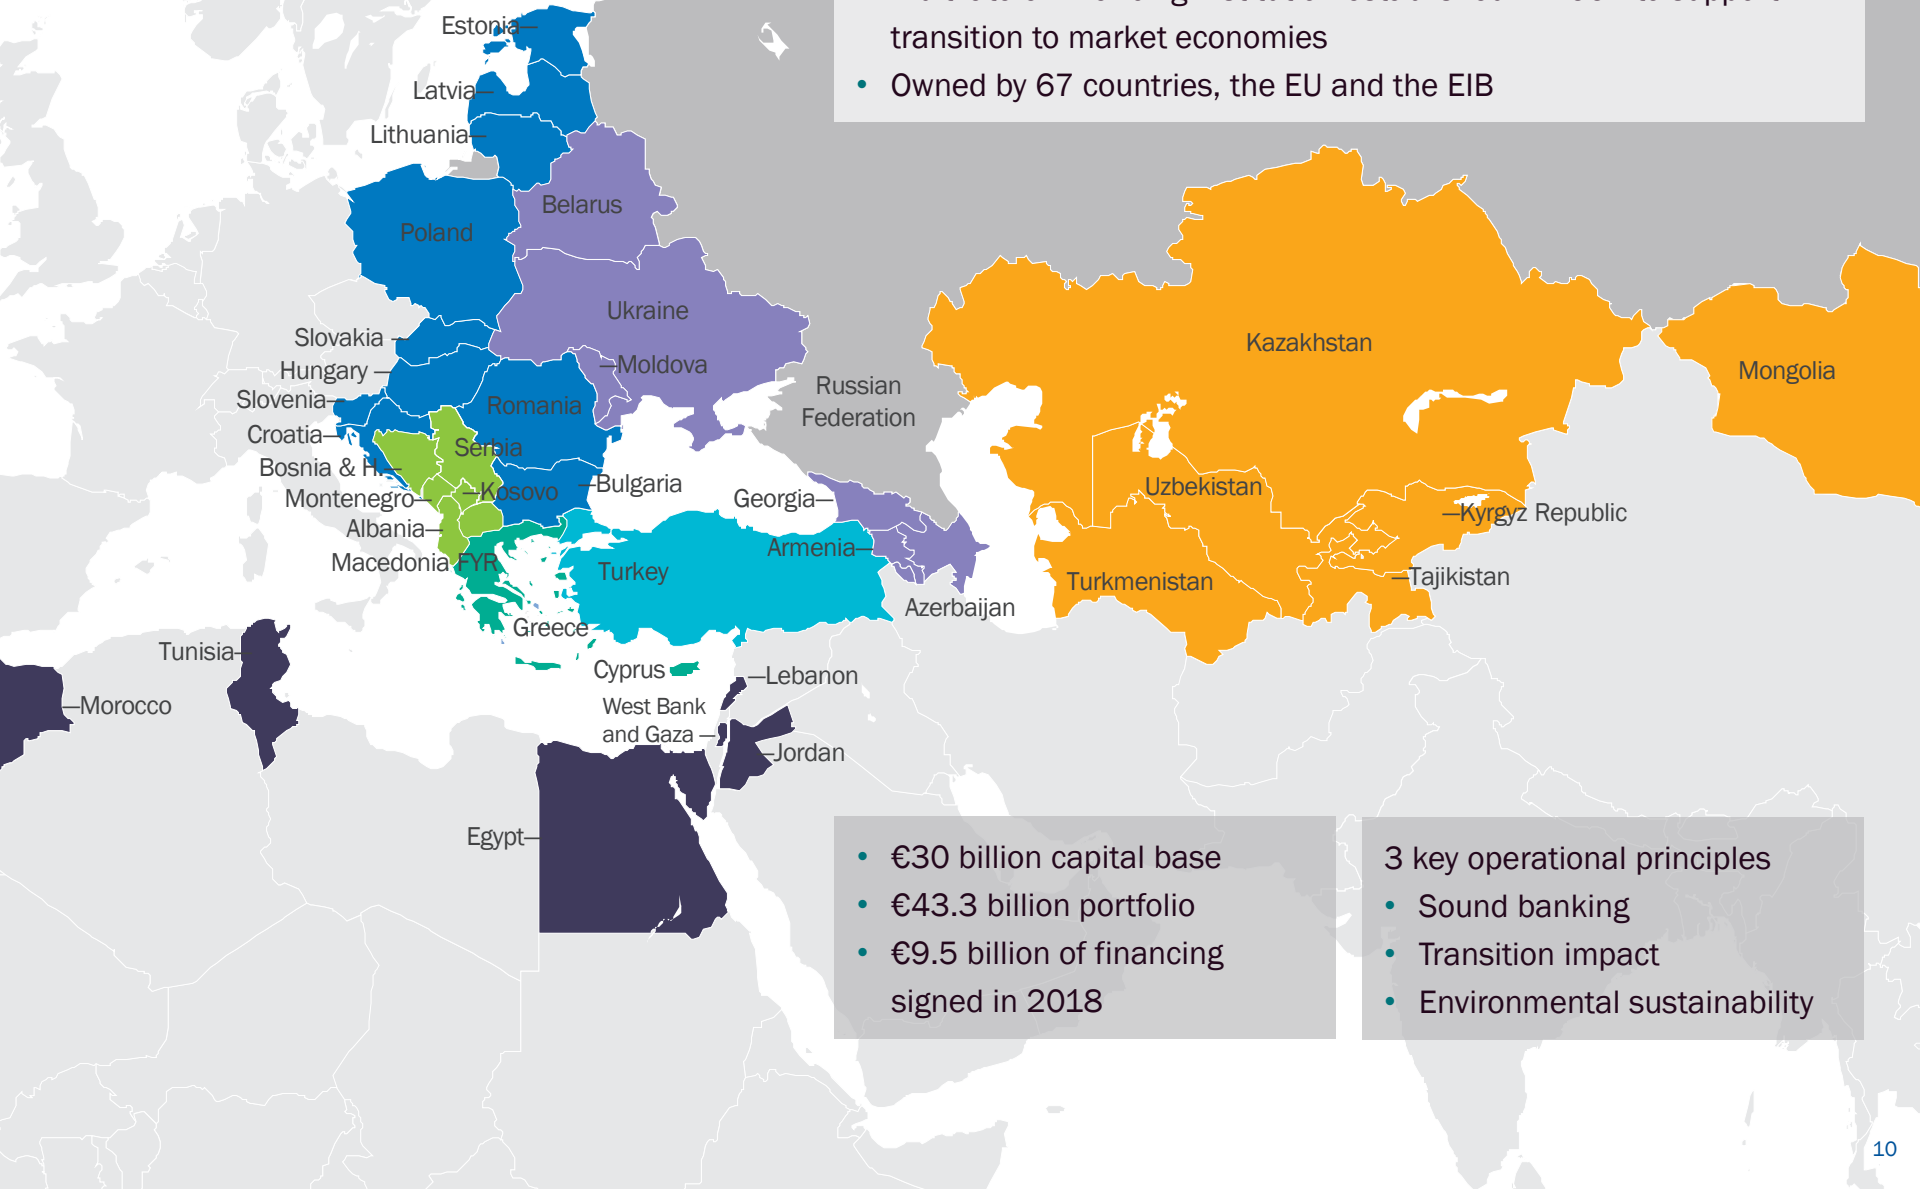 transition to market economies
• Owned by 67 countries, the EU and the EIB
Estonia
Latvia
Lithuania
Belarus
Poland
Ukraine
Slovakia
Hungary
Slovenia
Croatia
Bosnia & H.
Montenegro
Albania
Macedonia FYR
Moldova
Romania
Serbia
Kosovo
Bulgaria
Russian
Federation
Kazakhstan
Mongolia
Georgia
Armenia
Turkey
Azerbaijan
Uzbekistan
Kyrgyz Republic
Turkmenistan
Tajikistan
Greece
Cyprus
Tunisia
Morocco
Lebanon
West Bank
and Gaza
Jordan
Egypt
• €30 billion capital base
• €43.3 billion portfolio
• €9.5 billion of financing
signed in 2018
3 key operational principles
• Sound banking
• Transition impact
• Environmental sustainability
10